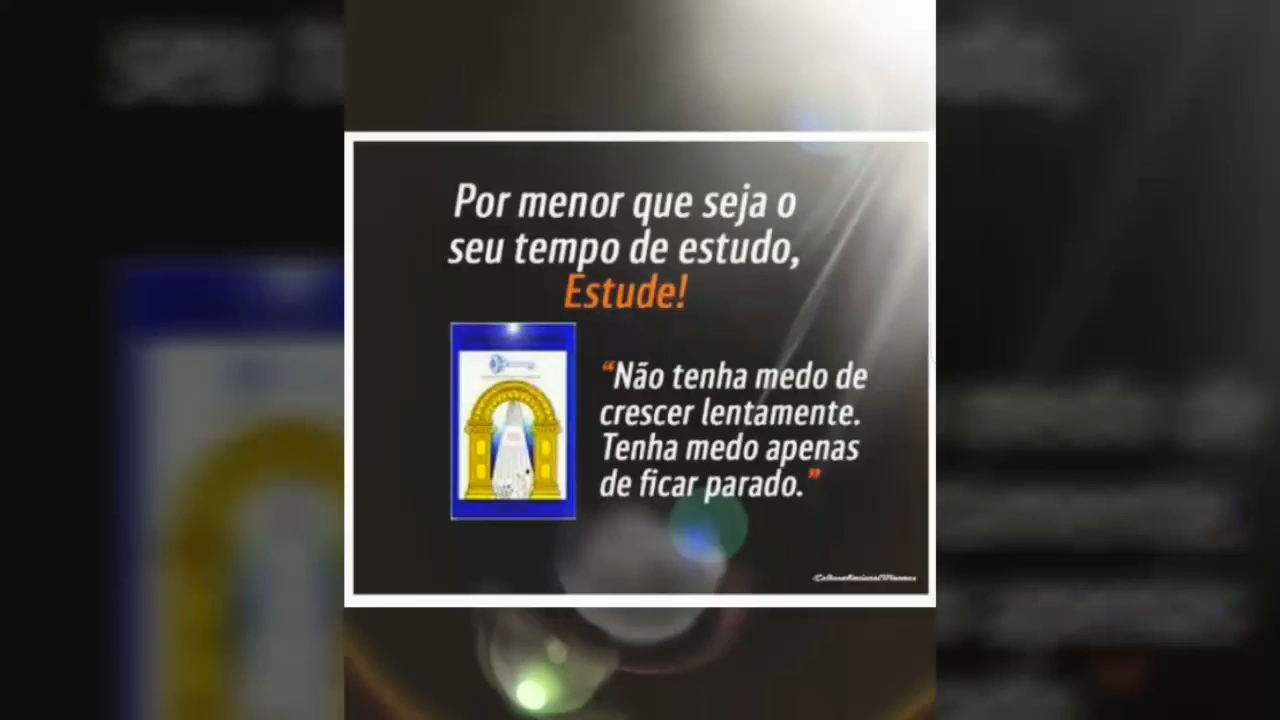 Por menor que seja o
seu tempo de estudo,
Estude!
“Não tenha medo de
crescer lentamente.
Tenha medo apenas
de ficar parado.”